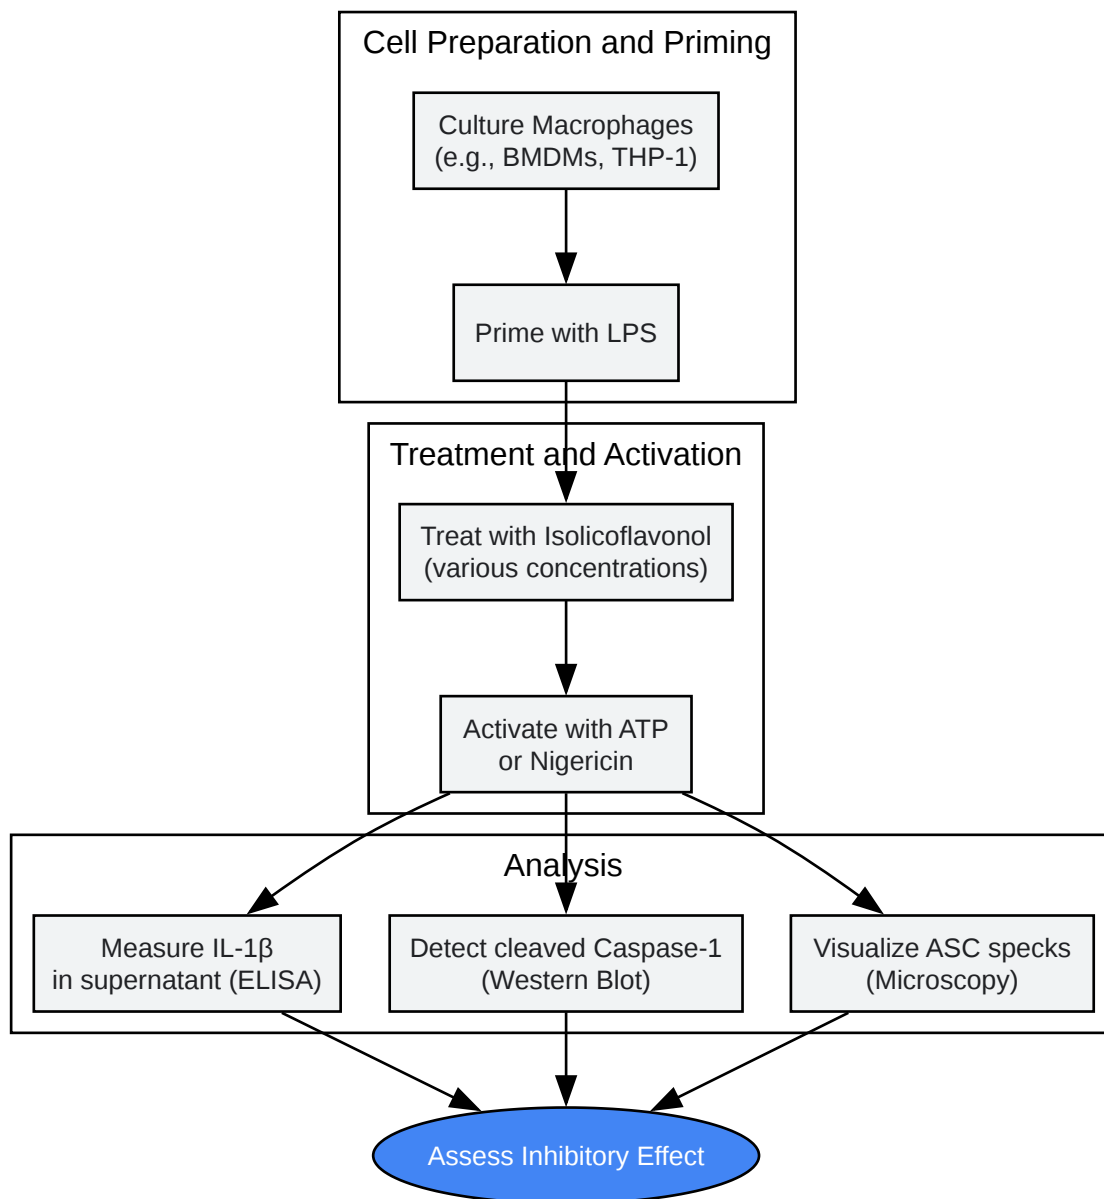 Cell Preparation and Priming
Culture Macrophages
(e.g., BMDMs, THP-1)
Prime with LPS
Treatment and Activation
Treat with Isolicoflavonol
(various concentrations)
Activate with ATP
or Nigericin
Analysis
Measure IL-1β
in supernatant (ELISA)
Detect cleaved Caspase-1
(Western Blot)
Visualize ASC specks
(Microscopy)
Assess Inhibitory Effect